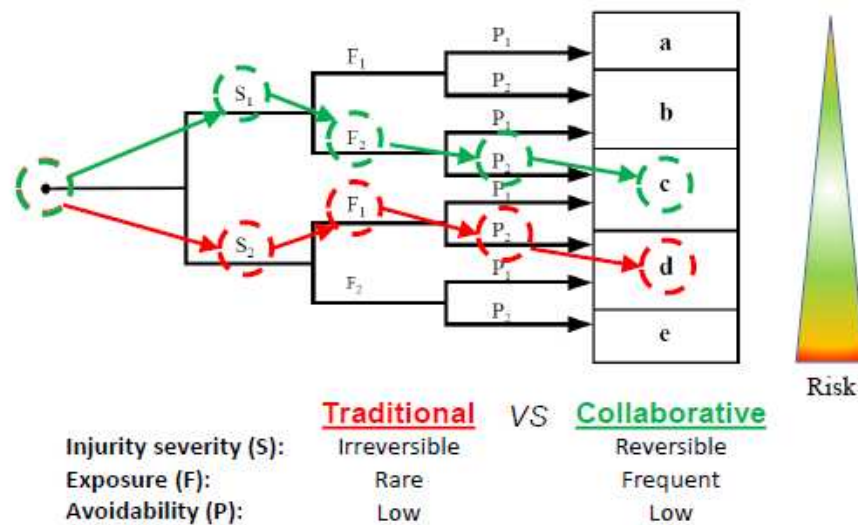 P₁
a
F₁
P₂
S₁
b
P₁
F₂
P₂
c
P₁
F₁
P₂
S₂
d
P₁
F₂
P₂
e
Risk
Traditional VS Collaborative
Injurity severity (S): Irreversible Reversible
Exposure (F): Rare Frequent
Avoidability (P): Low Low